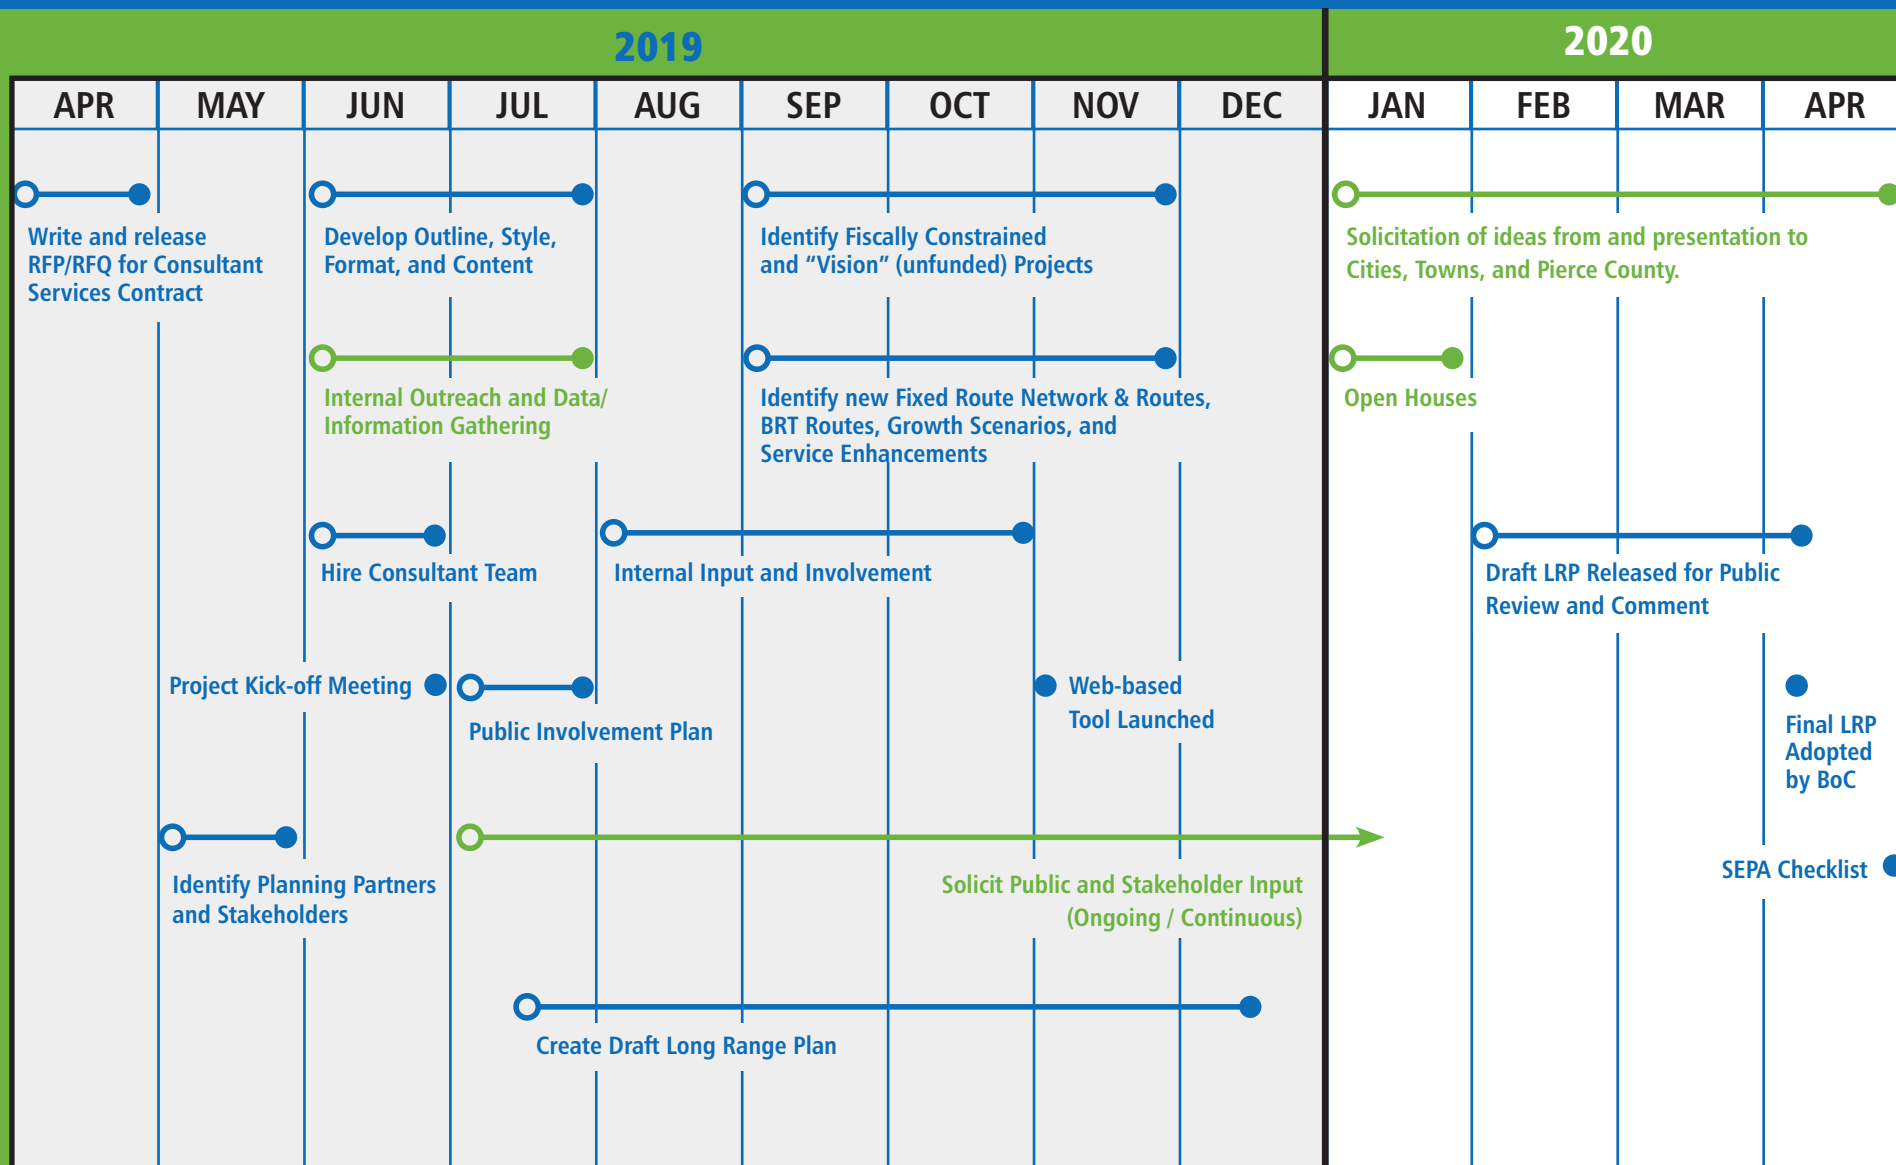 2019
2020
APR
MAY
JUN
JUL
AUG
SEP
OCT
NOV
DEC
JAN
FEB
MAR
APR
Write and release
RFP/RFQ for Consultant
Services Contract
Develop Outline, Style,
Format, and Content
Identify Fiscally Constrained
and “Vision” (unfunded) Projects
Solicitation of ideas from and presentation to
Cities, Towns, and Pierce County.
Internal Outreach and Data/
Information Gathering
Identify new Fixed Route Network & Routes,
BRT Routes, Growth Scenarios, and
Service Enhancements
Open Houses
Hire Consultant Team
Internal Input and Involvement
Draft LRP Released for Public
Review and Comment
Project Kick-off Meeting
Public Involvement Plan
Web-based
Tool Launched
Final LRP
Adopted
by BoC
Identify Planning Partners
and Stakeholders
Solicit Public and Stakeholder Input
(Ongoing / Continuous)
SEPA Checklist
Create Draft Long Range Plan